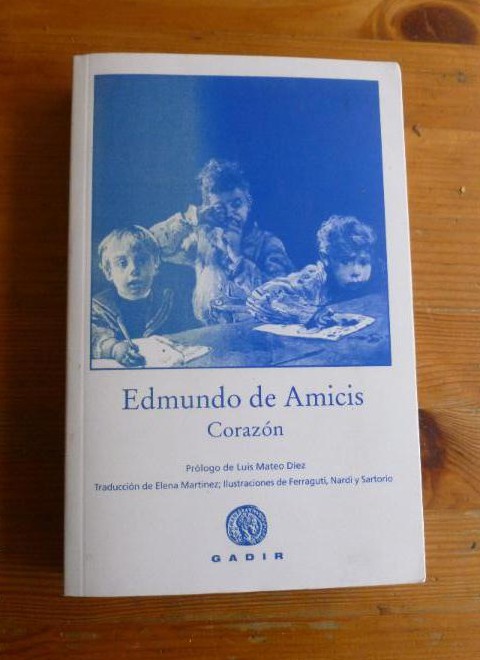 Edmundo de Amicis
Corazón
Prólogo de Luis Mateo Díez
Traducción de Elena Martínez; Ilustraciones de Ferraguti, Nardi y Sartorio
GADIR